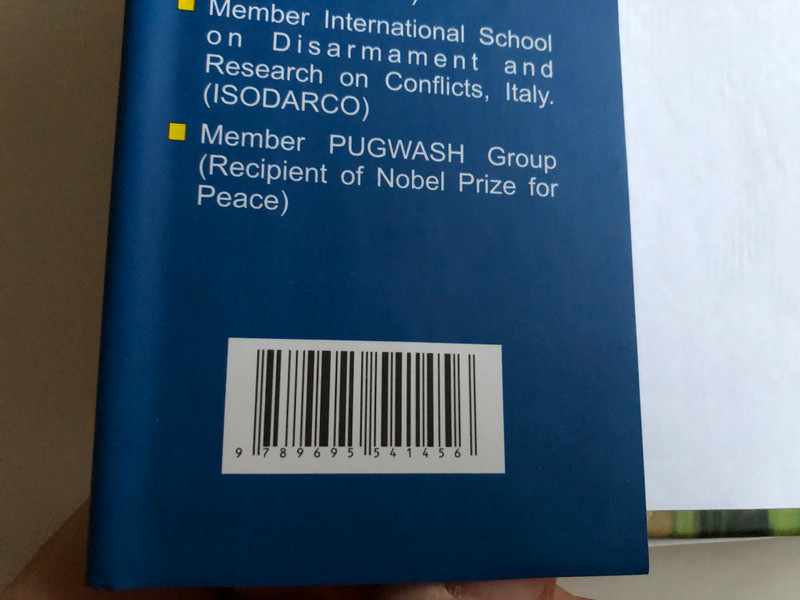 Member International School
on Disarmament and
Research on Conflicts, Italy.
(ISODARCO)
Member PUGWASH Group
(Recipient of Nobel Prize for
Peace)
9 789695 541456